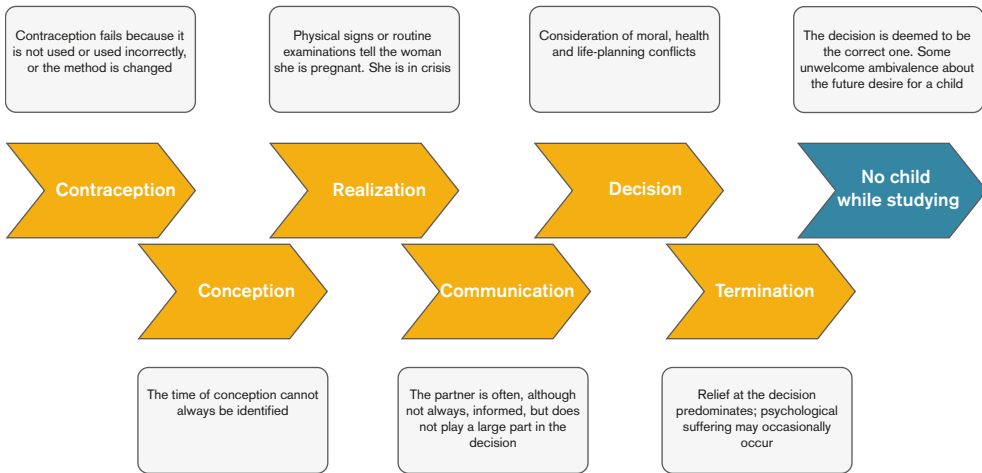 Contraception fails because it
is not used or used incorrectly,
or the method is changed
Physical signs or routine
examinations tell the woman
she is pregnant. She is in crisis
Consideration of moral, health
and life-planning conflicts
The decision is deemed to be
the correct one. Some
unwelcome ambivalence about
the future desire for a child
Contraception
Realization
Decision
No child
while studying
Conception
Communication
Termination
The time of conception cannot
always be identified
The partner is often, although
not always, informed, but does
not play a large part in the
decision
Relief at the decision
predominates; psychological
suffering may occasionally
occur